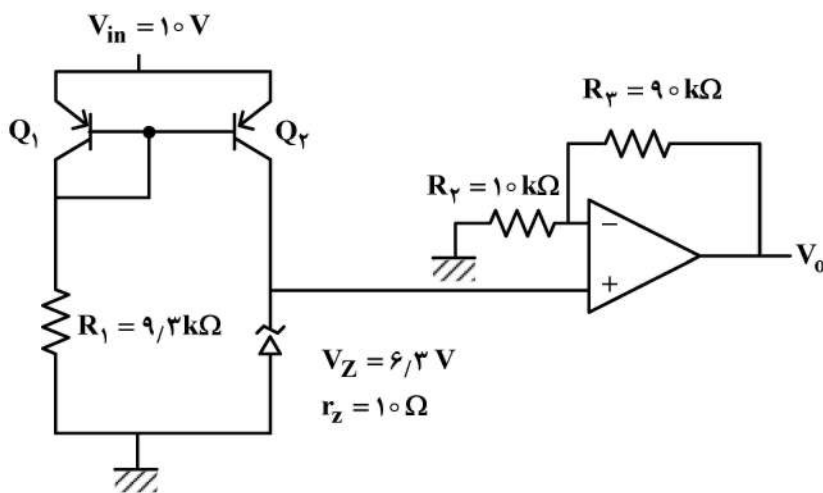 V_in = ۱۰ V
R_۳ = ۹۰ kΩ
Q_۱
Q_۲
R_۲ = ۱۰ kΩ
−
V_o
+
R_۱ = ۹/۳ kΩ
V_Z = ۶/۳ V
r_z = ۱۰ Ω